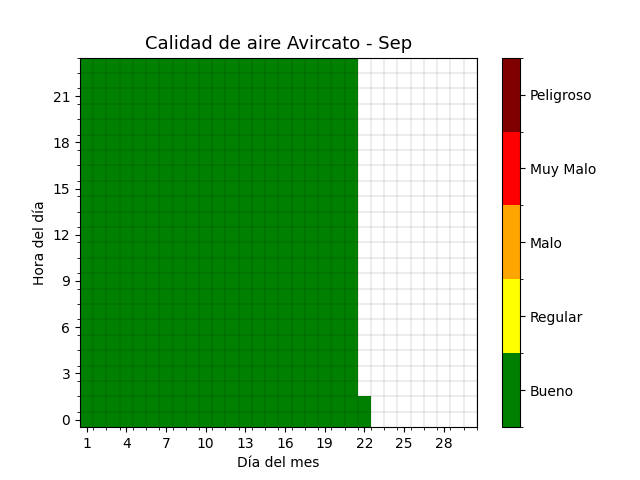 Calidad de aire Avircato - Sep
Hora del día
21
18
15
12
9
6
3
0
1 4 7 10 13 16 19 22 25 28
Día del mes
Peligroso
Muy Malo
Malo
Regular
Bueno